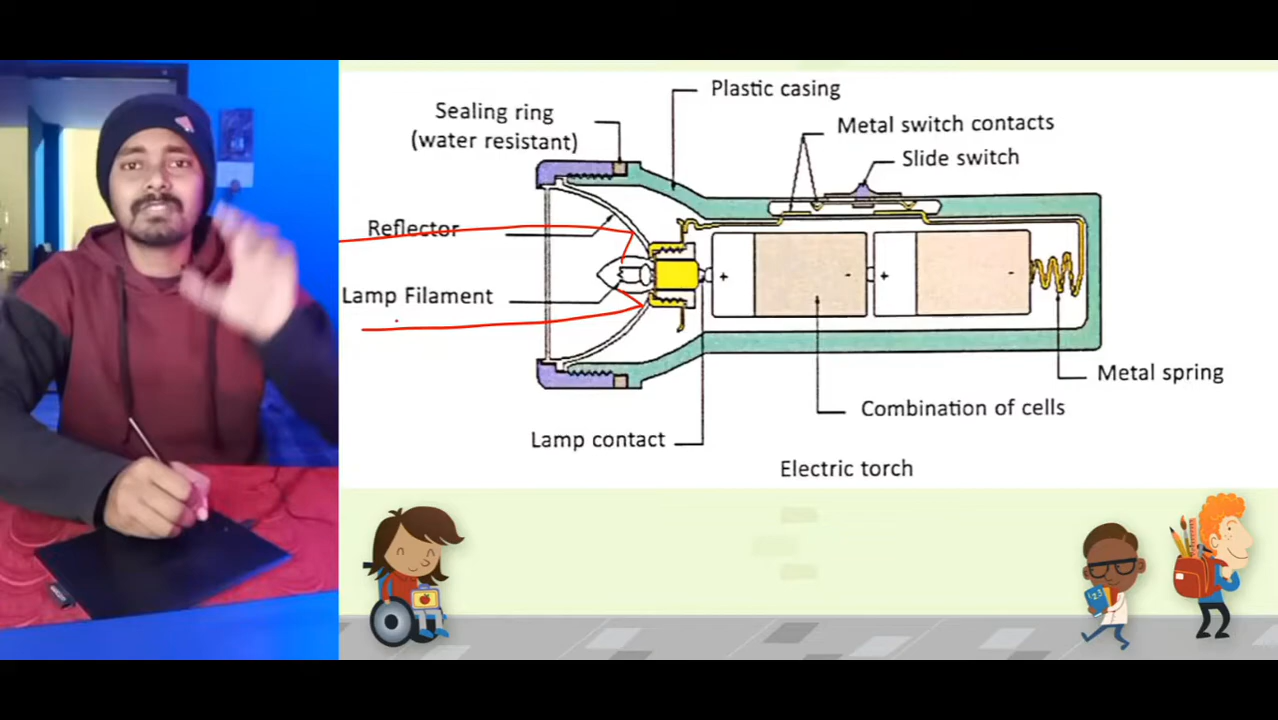 Plastic casing
Sealing ring
(water resistant)
Metal switch contacts
Slide switch
Reflector
Lamp Filament
+
-
+
-
Metal spring
Combination of cells
Lamp contact
Electric torch